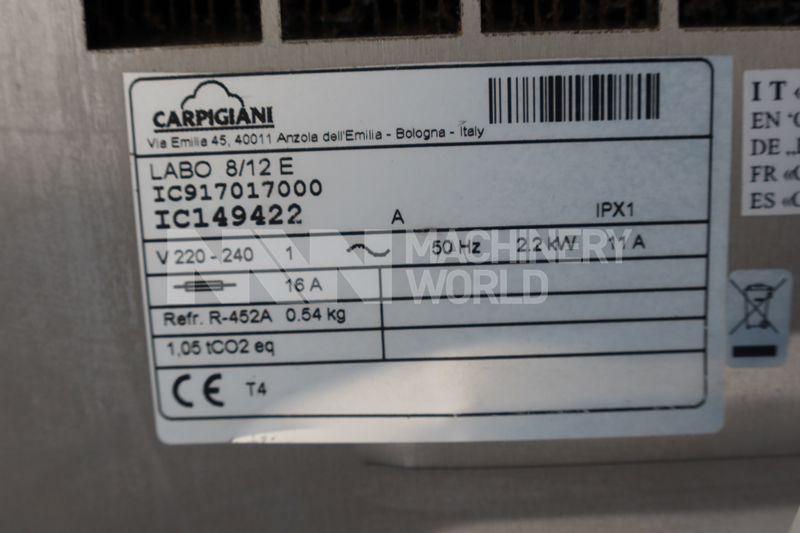 CARPIGIANI
Via Emilia 45, 40011 Anzola dell'Emilia - Bologna - Italy
LABO 8/12 E
IC917017000
IC149422 A IPX1
V 220 - 240 1 50 Hz 2.2 kW 11 A
16 A
Refr. R-452A 0.54 kg
1,05 tCO2 eq
CE T4
IT «
EN "
DE „
FR «
ES «
MACHINERY
WORLD